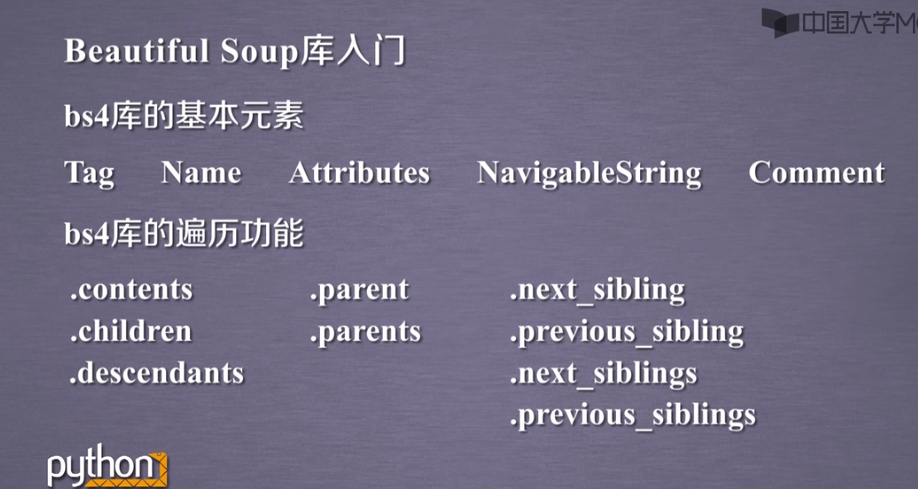 中国大学M
Beautiful Soup库入门
bs4库的基本元素
Tag Name Attributes NavigableString Comment
bs4库的遍历功能
.contents .parent .next_sibling
.children .parents .previous_sibling
.descendants .next_siblings
.previous_siblings
python